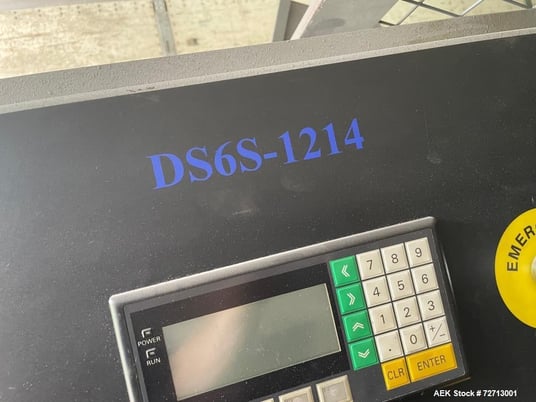 DS6S-1214
POWER
RUN
« 7 8 9
» 4 5 6
1 2 3
. 0 +/-
CLR ENTER
EMER
AEK Stock # 72713001